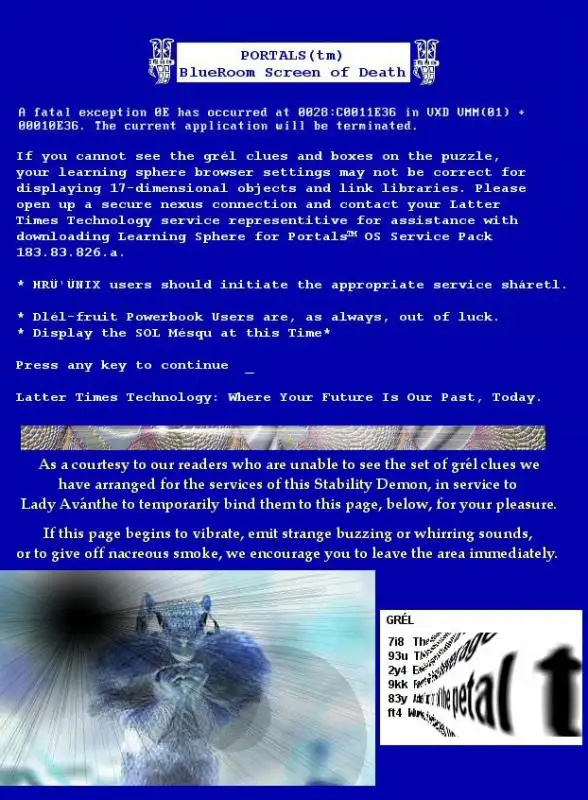 PORTALS(tm)
BlueRoom Screen of Death
A fatal exception 0E has occurred at 0028:C0011E36 in VXD VMM(01) +
00010E36. The current application will be terminated.
If you cannot see the grél clues and boxes on the puzzle,
your learning sphere browser settings may not be correct for
displaying 17-dimensional objects and link libraries. Please
open up a secure nexus connection and contact your Latter
Times Technology service representitive for assistance with
downloading Learning Sphere for Portals™ OS Service Pack
183.83.826.a.
* HRÜ'ÜNIX users should initiate the appropriate service sháretl.
* Dlél-fruit Powerbook Users are, as always, out of luck.
* Display the SOL Mésqu at this Time*
Press any key to continue _
Latter Times Technology: Where Your Future Is Our Past, Today.
As a courtesy to our readers who are unable to see the set of grél clues we
have arranged for the services of this Stability Demon, in service to
Lady Avánthe to temporarily bind them to this page, below, for your pleasure.
If this page begins to vibrate, emit strange buzzing or whirring sounds,
or to give off nacreous smoke, we encourage you to leave the area immediately.
GRÉL
7i8
93u
2y4
9kk
83y of the petal
ft4